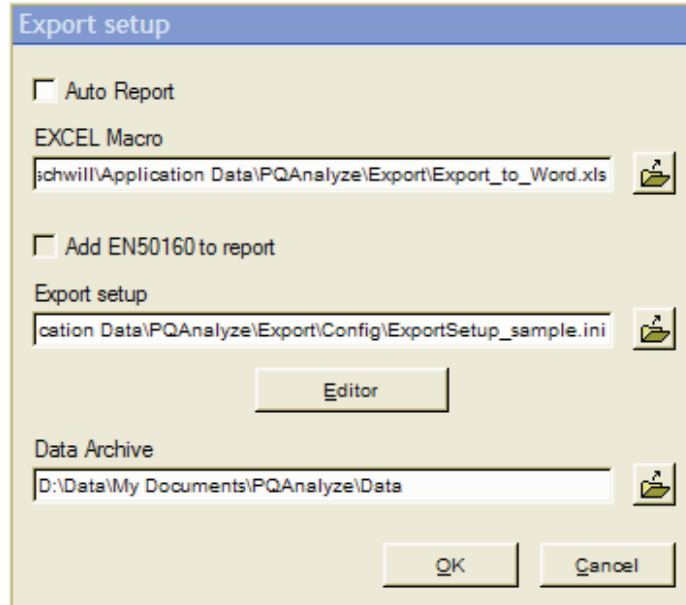 Export setup
Auto Report
EXCEL Macro
schwill\Application Data\PQAnalyze\Export\Export_to_Word.xls
Add EN50160 to report
Export setup
cation Data\PQAnalyze\Export\Config\ExportSetup_sample.ini
Editor
Data Archive
D:\Data\My Documents\PQAnalyze\Data
OK Cancel